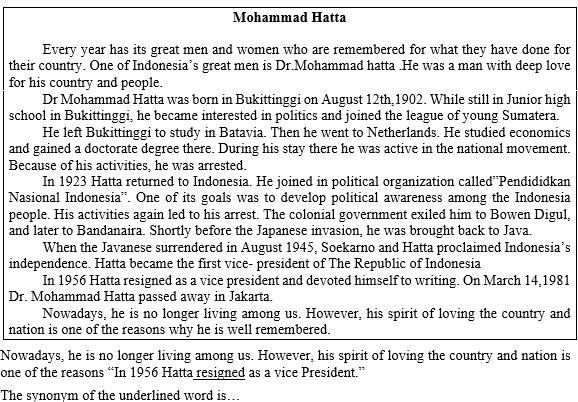 Mohammad Hatta
Every year has its great men and women who are remembered for what they have done for
their country. One of Indonesia's great men is Dr.Mohammad hatta .He was a man with deep love
for his country and people.
Dr Mohammad Hatta was born in Bukittinggi on August 12th,1902. While still in Junior high
school in Bukittinggi, he became interested in politics and joined the league of young Sumatera.
He left Bukittinggi to study in Batavia. Then he went to Netherlands. He studied economics
and gained a doctorate degree there. During his stay there he was active in the national movement.
Because of his activities, he was arrested.
In 1923 Hatta returned to Indonesia. He joined in political organization called"Pendididkan
Nasional Indonesia". One of its goals was to develop political awareness among the Indonesia
people. His activities again led to his arrest. The colonial government exiled him to Bowen Digul,
and later to Bandanaira. Shortly before the Japanese invasion, he was brought back to Java.
When the Javanese surrendered in August 1945, Soekarno and Hatta proclaimed Indonesia's
independence. Hatta became the first vice- president of The Republic of Indonesia
In 1956 Hatta resigned as a vice president and devoted himself to writing. On March 14,1981
Dr. Mohammad Hatta passed away in Jakarta.
Nowadays, he is no longer living among us. However, his spirit of loving the country and
nation is one of the reasons why he is well remembered.
Nowadays, he is no longer living among us. However, his spirit of loving the country and nation is
one of the reasons "In 1956 Hatta resigned as a vice President."
The synonym of the underlined word is…